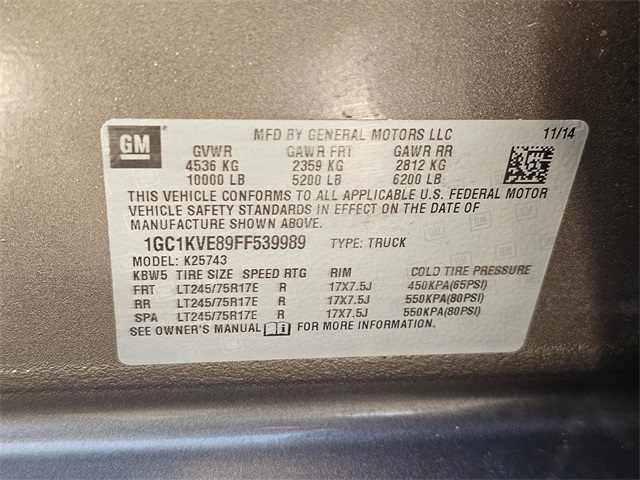 GM MFD BY GENERAL MOTORS LLC 11/14
GVWR GAWR FRT GAWR RR
4536 KG 2359 KG 2812 KG
10000 LB 5200 LB 6200 LB
THIS VEHICLE CONFORMS TO ALL APPLICABLE U.S. FEDERAL MOTOR
VEHICLE SAFETY STANDARDS IN EFFECT ON THE DATE OF
MANUFACTURE SHOWN ABOVE.
1GC1KVE89FF539989 TYPE: TRUCK
MODEL: K25743
KBW5 TIRE SIZE SPEED RTG RIM COLD TIRE PRESSURE
FRT LT245/75R17E R 17X7.5J 450KPA(65PSI)
RR LT245/75R17E R 17X7.5J 550KPA(80PSI)
SPA LT245/75R17E R 17X7.5J 550KPA(80PSI)
SEE OWNER'S MANUAL FOR MORE INFORMATION.